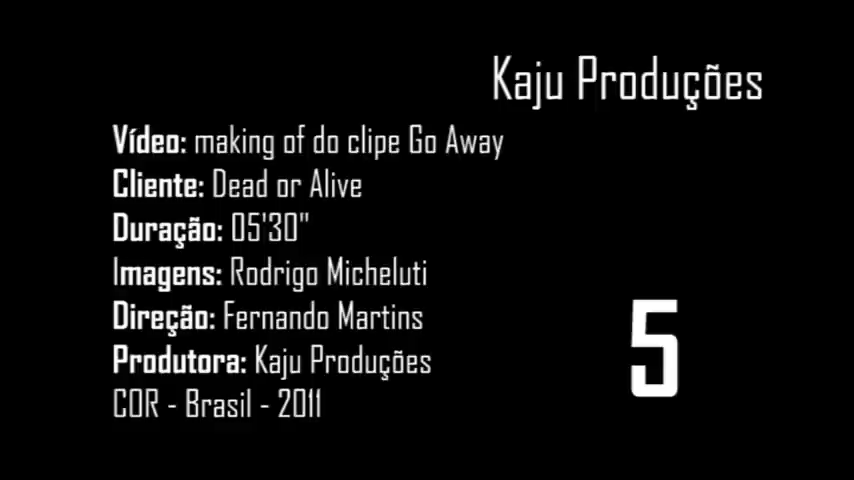 Kaju Produções
Vídeo: making of do clipe Go Away
Cliente: Dead or Alive
Duração: 05'30"
Imagens: Rodrigo Micheluti
Direção: Fernando Martins
Produtora: Kaju Produções
COR - Brasil - 2011
5